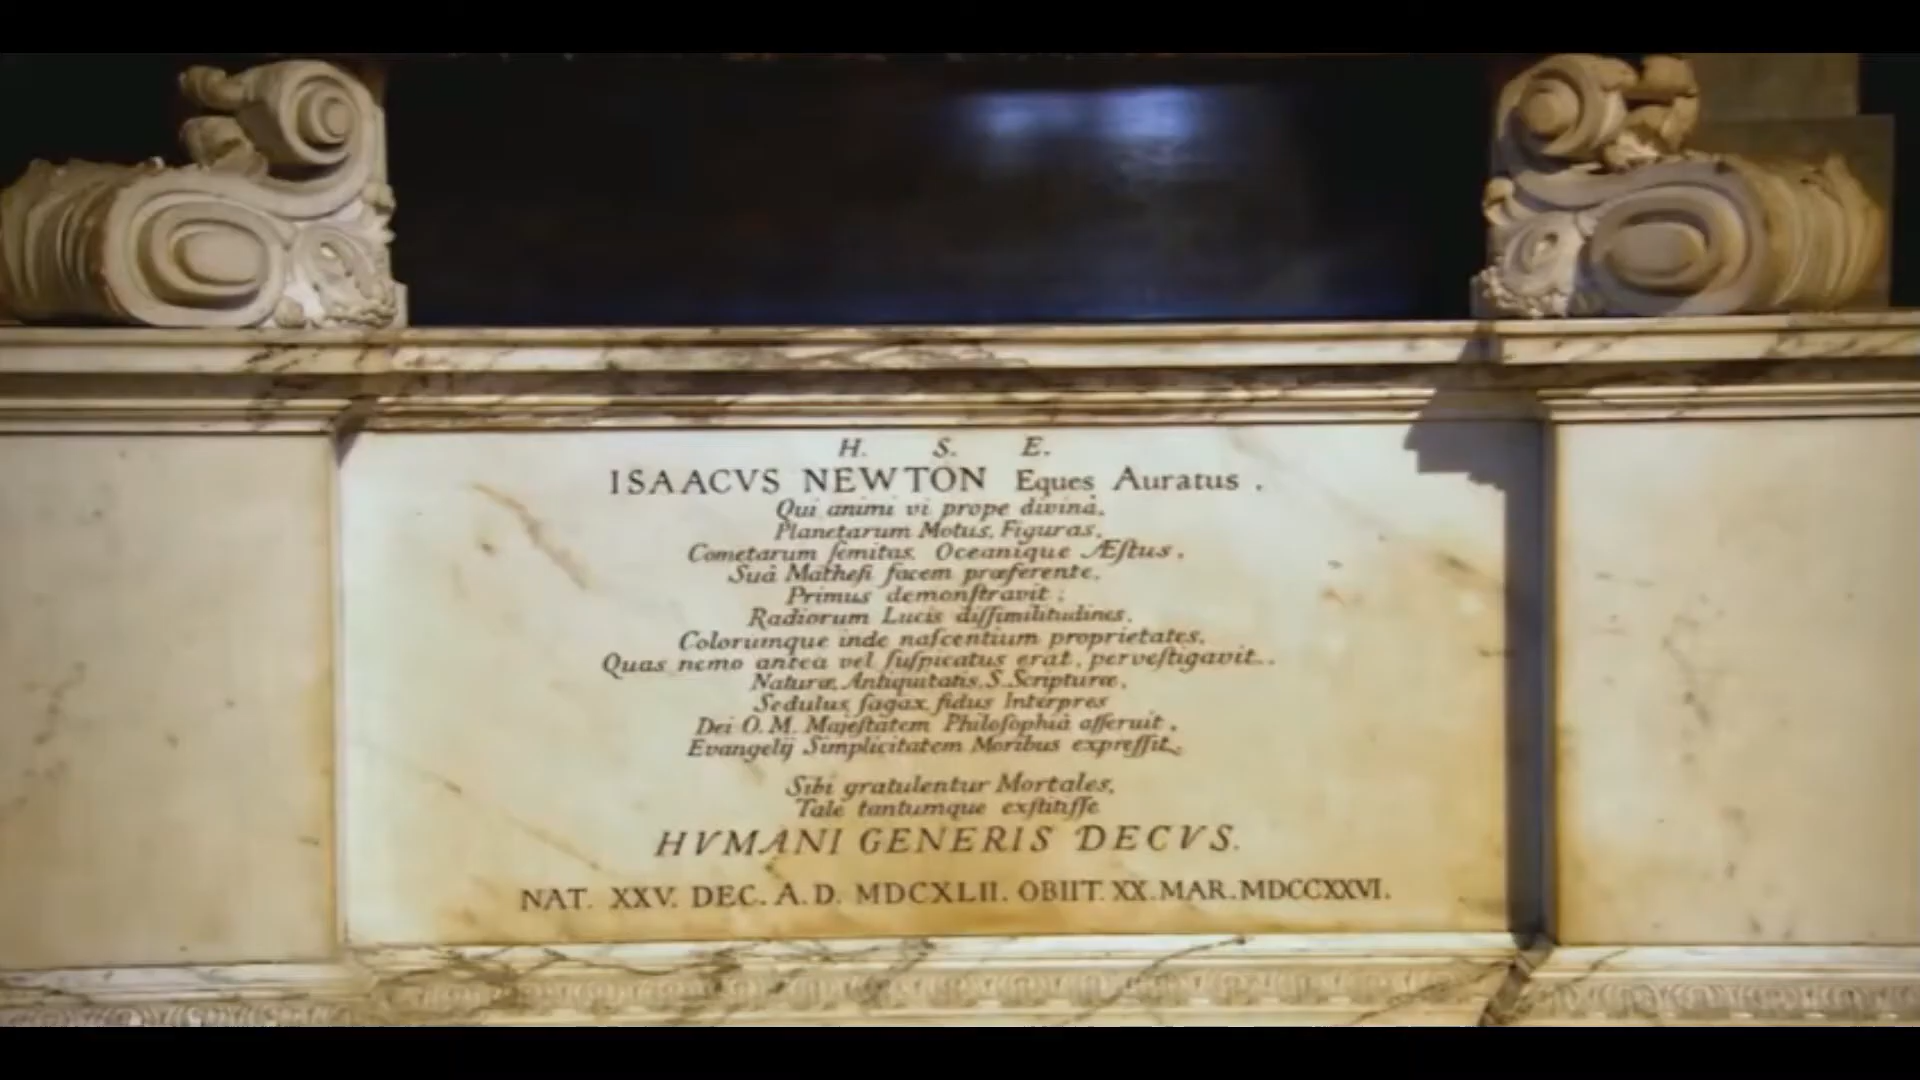 H. S. E.
ISAACVS NEWTON Eques Auratus.
Qui animi vi prope divinâ,
Planetarum Motus, Figuras,
Cometarum ſemitas, Oceanique Æſtus,
Suâ Matheſi facem præferente,
Primus demonſtravit:
Radiorum Lucis diſſimilitudines,
Colorumque inde naſcentium proprietates,
Quas nemo antea vel ſuſpicatus erat, perveſtigavit.
Naturæ, Antiquitatis, S. Scripturæ,
Sedulus, ſagax, fidus Interpres
Dei O. M. Majeſtatem Philoſophiâ aſſeruit,
Evangelij Simplicitatem Moribus expreſſit.
Sibi gratulentur Mortales,
Tale tantumque exſtitiſſe
HVMANI GENERIS DECVS.
NAT. XXV. DEC. A. D. MDCXLII. OBIIT. XX. MAR. MDCCXXVI.